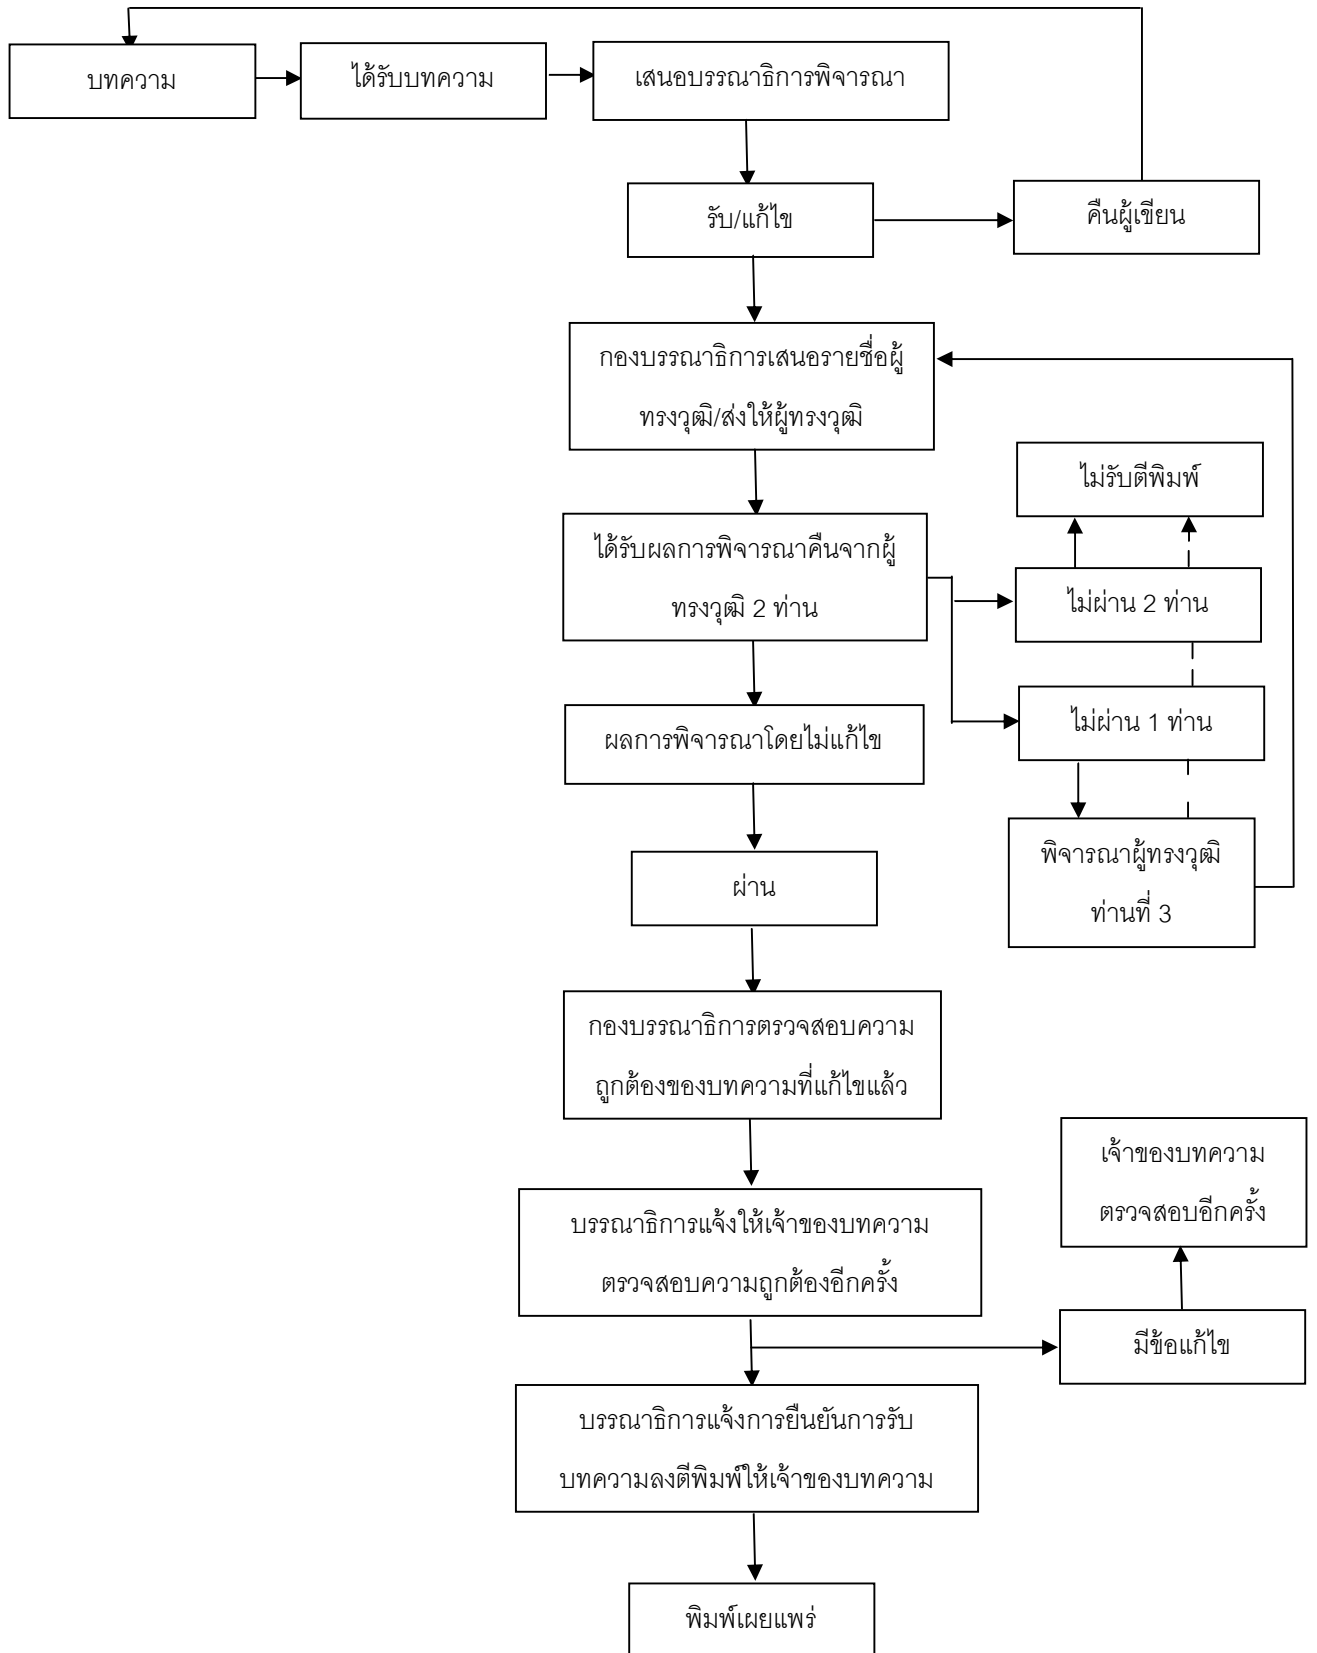 บทความ
ได้รับบทความ
เสนอบรรณาธิการพิจารณา
รับ/แก้ไข
คืนผู้เขียน
กองบรรณาธิการเสนอรายชื่อผู้
ทรงวุฒิ/ส่งให้ผู้ทรงวุฒิ
ไม่รับตีพิมพ์
ได้รับผลการพิจารณาคืนจากผู้
ทรงวุฒิ 2 ท่าน
ไม่ผ่าน 2 ท่าน
ไม่ผ่าน 1 ท่าน
ผลการพิจารณาโดยไม่แก้ไข
พิจารณาผู้ทรงวุฒิ
ท่านที่ 3
ผ่าน
กองบรรณาธิการตรวจสอบความ
ถูกต้องของบทความที่แก้ไขแล้ว
เจ้าของบทความ
ตรวจสอบอีกครั้ง
บรรณาธิการแจ้งให้เจ้าของบทความ
ตรวจสอบความถูกต้องอีกครั้ง
มีข้อแก้ไข
บรรณาธิการแจ้งการยืนยันการรับ
บทความลงตีพิมพ์ให้เจ้าของบทความ
พิมพ์เผยแพร่